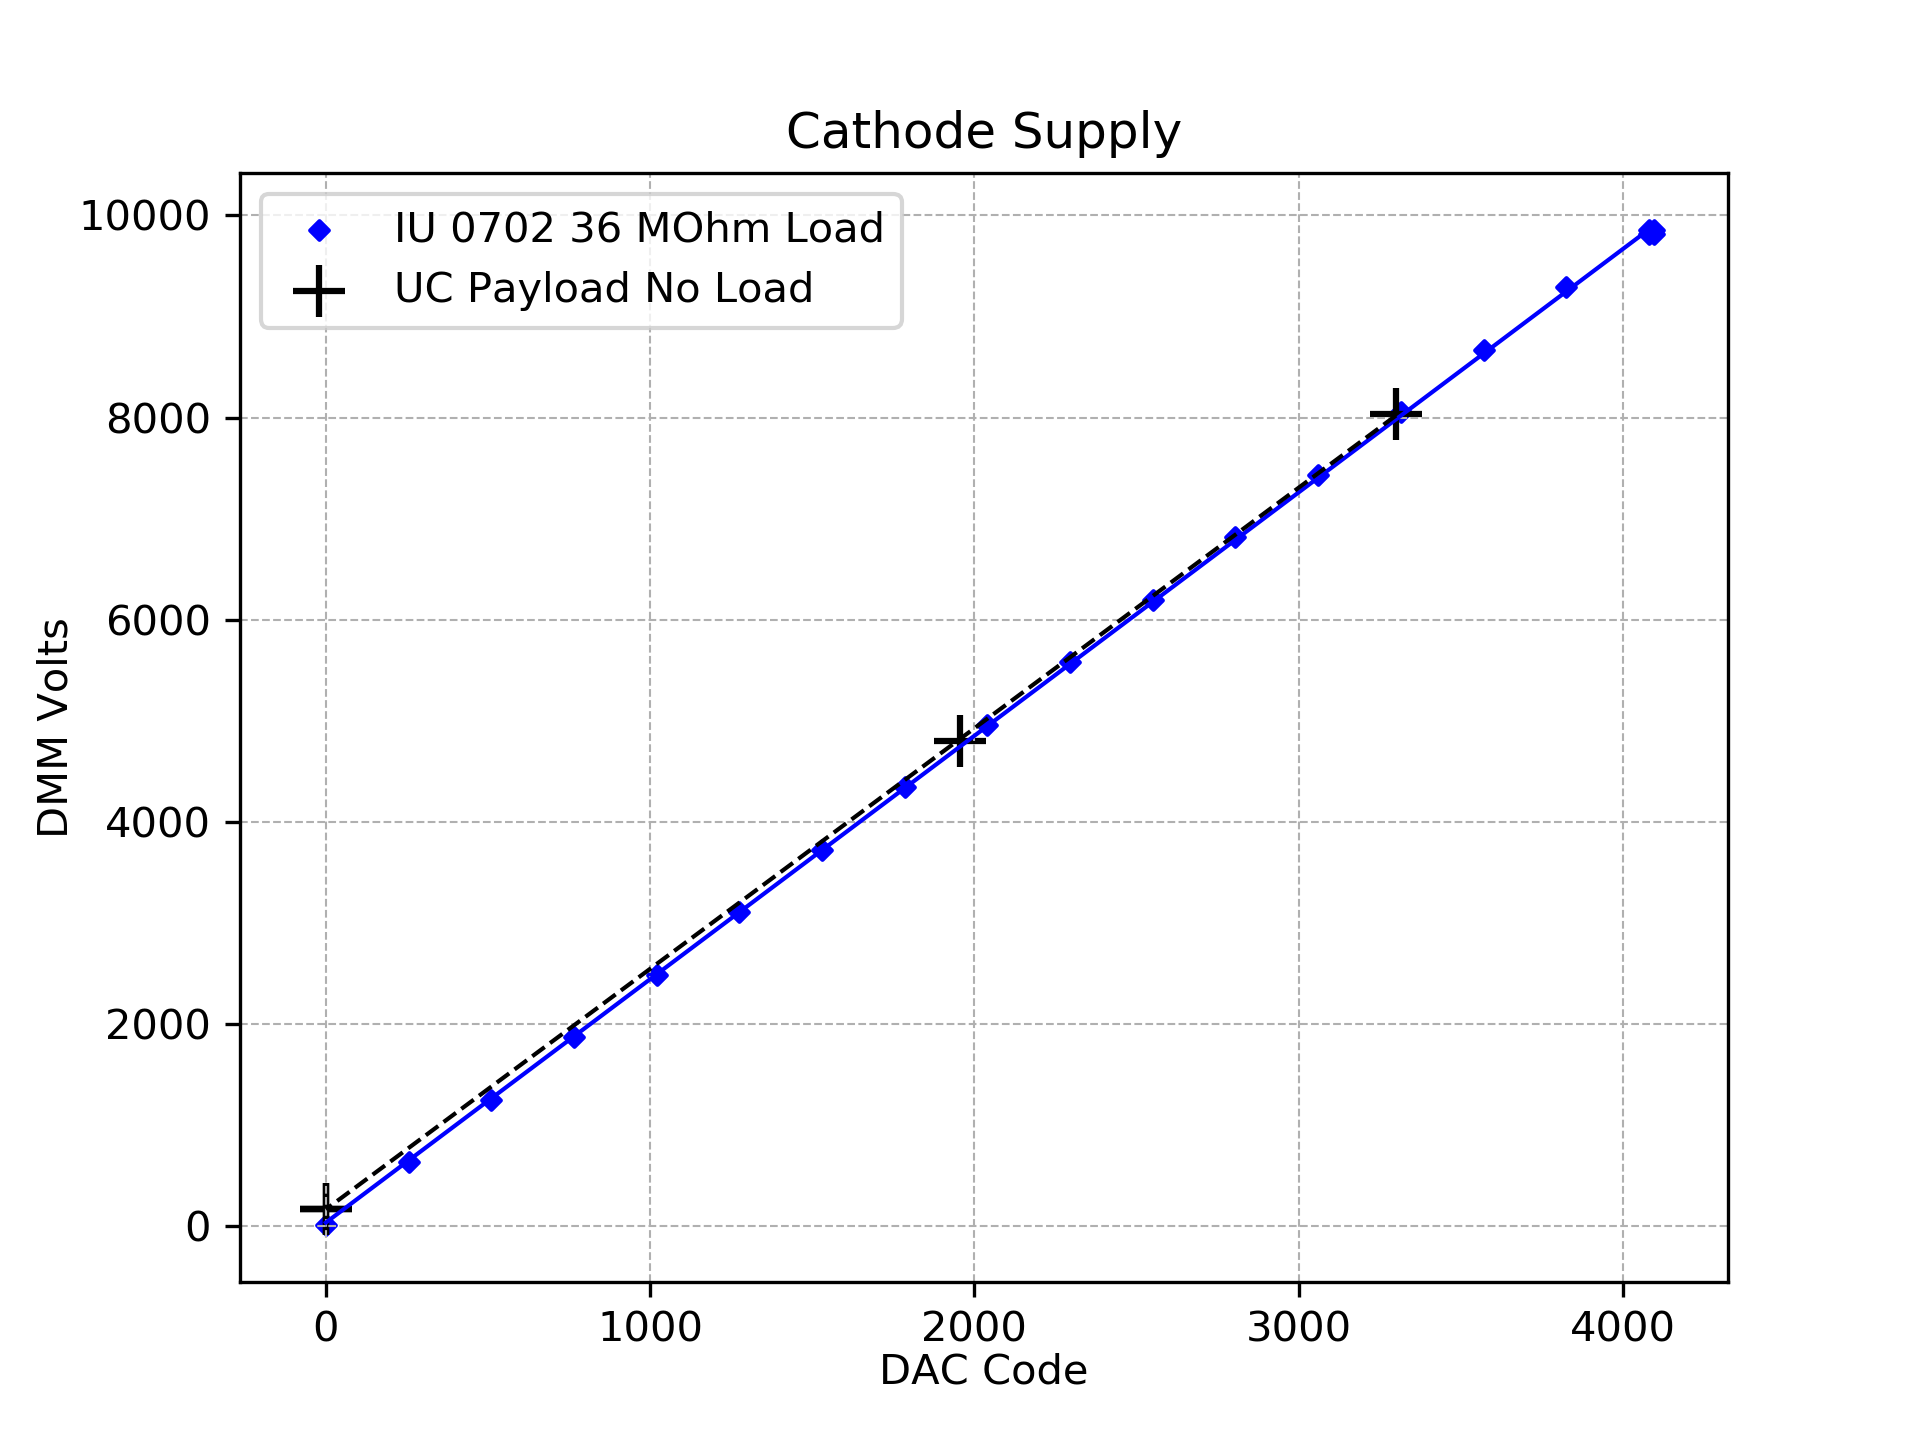 Cathode Supply
IU 0702 36 MOhm Load
UC Payload No Load
10000
8000
6000
4000
2000
0
DMM Volts
0 1000 2000 3000 4000
DAC Code